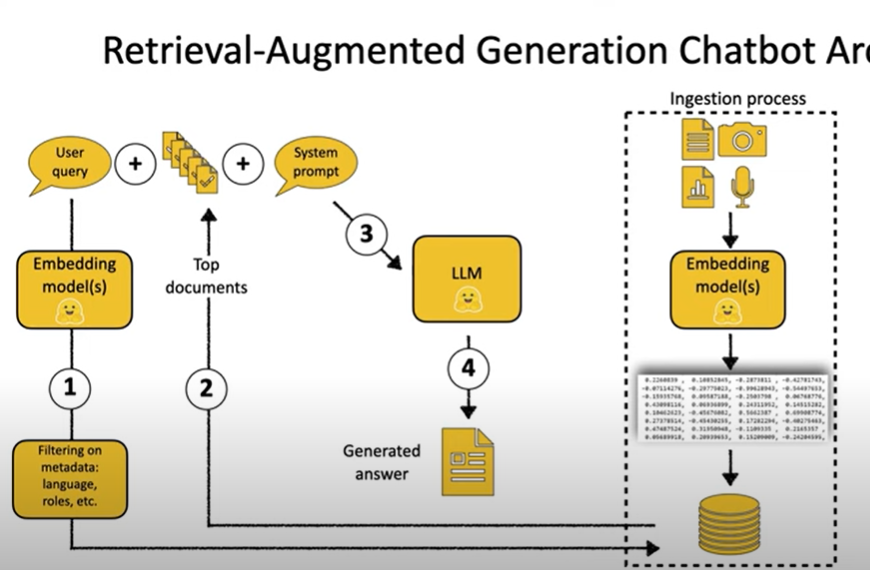 Retrieval-Augmented Generation Chatbot Arc
Ingestion process
User
query
+
+
System
prompt
3
Embedding
model(s)
Top
documents
LLM
Embedding
model(s)
1
2
4
Filtering on
metadata:
language,
roles, etc.
Generated
answer